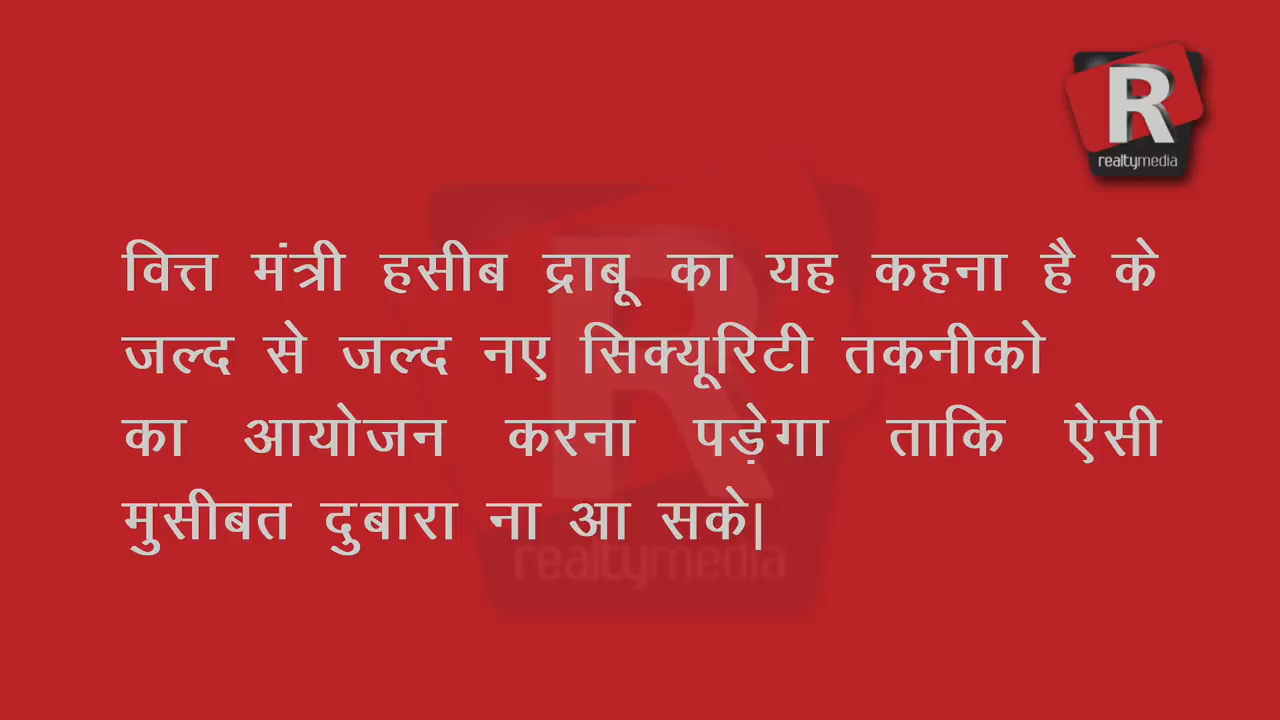 R
realtymedia
वित्त मंत्री हसीब द्राबू का यह कहना है के
जल्द से जल्द नए सिक्यूरिटी तकनीको
का आयोजन करना पड़ेगा ताकि ऐसी
मुसीबत दुबारा ना आ सके|
R
realtymedia